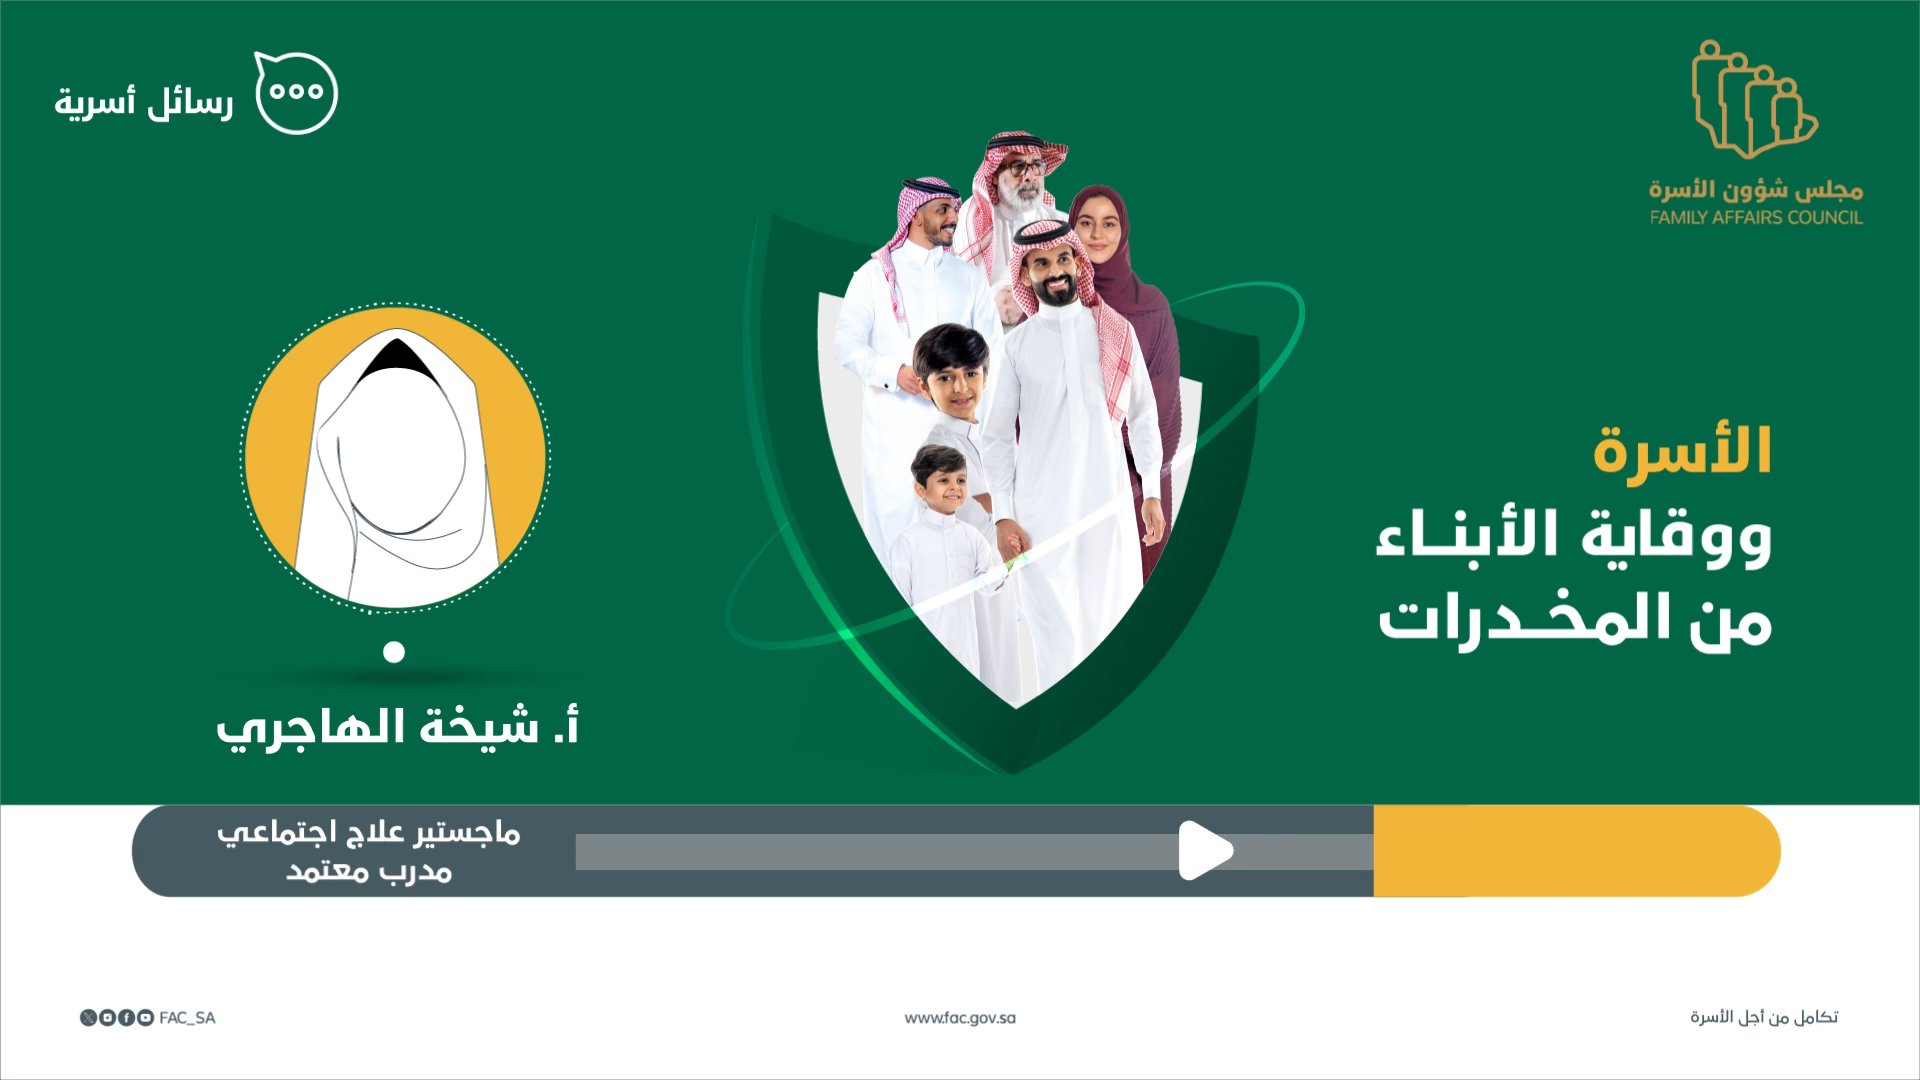 رسائل أسرية
مجلس شؤون الأسرة
FAMILY AFFAIRS COUNCIL
الأسرة
ووقاية الأبنـاء
من المخـدرات
أ. شيخة الهاجري
ماجستير علاج اجتماعي
مدرب معتمد
تكامل من أجل الأسرة
www.fac.gov.sa
FAC_SA